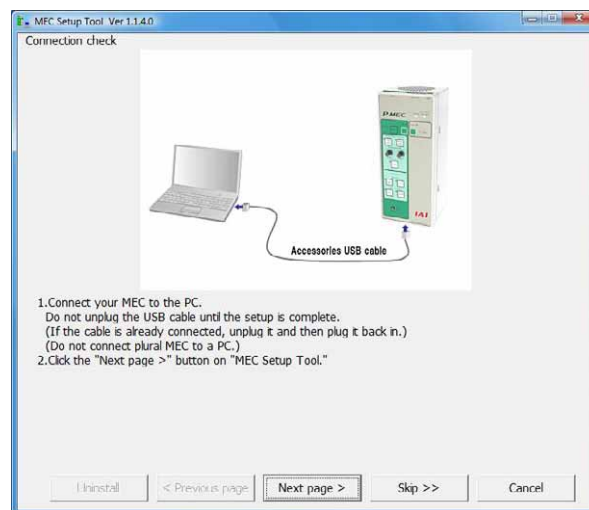 MEC Setup Tool Ver 1.1.4.0
Connection check
P.MEC
IAI
Accessories USB cable
1.Connect your MEC to the PC.
Do not unplug the USB cable until the setup is complete.
(If the cable is already connected, unplug it and then plug it back in.)
(Do not connect plural MEC to a PC.)
2.Click the "Next page >" button on "MEC Setup Tool."
Uninstall
< Previous page
Next page >
Skip >>
Cancel